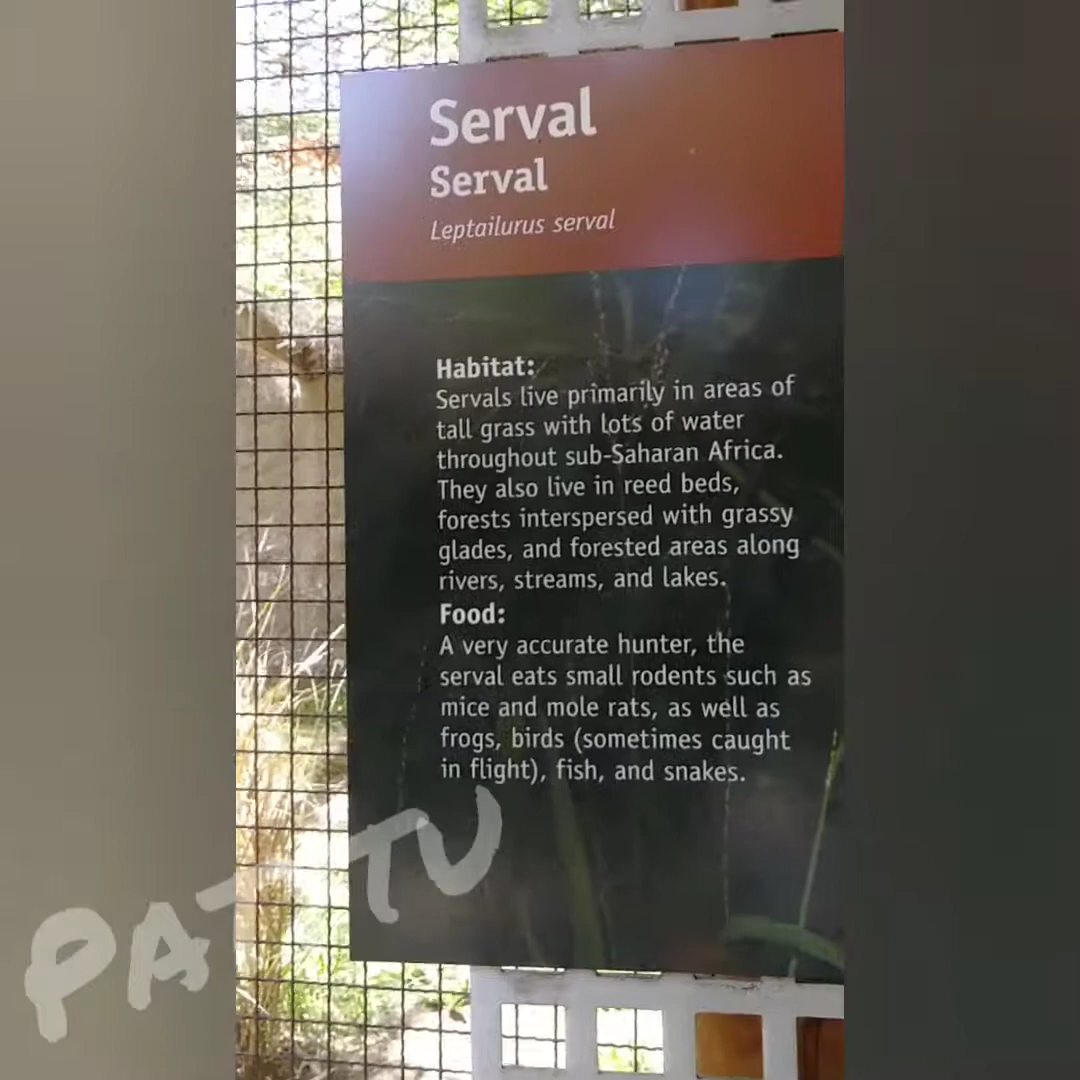 Serval
Serval
Leptailurus serval
Habitat:
Servals live primarily in areas of
tall grass with lots of water
throughout sub-Saharan Africa.
They also live in reed beds,
forests interspersed with grassy
glades, and forested areas along
rivers, streams, and lakes.
Food:
A very accurate hunter, the
serval eats small rodents such as
mice and mole rats, as well as
frogs, birds (sometimes caught
in flight), fish, and snakes.